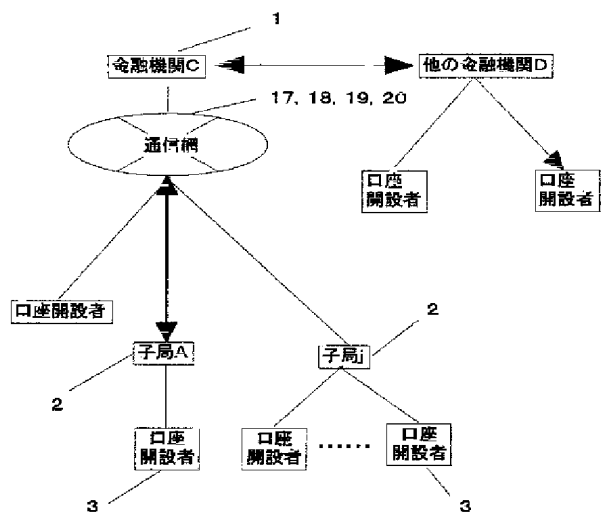 1
金融機関C
他の金融機関D
17, 18, 19, 20
通信網
口座
開設者
口座
開設者
口座開設者
子局A
2
子局j
2
口座
開設者
口座
開設者
……
口座
開設者
3
3